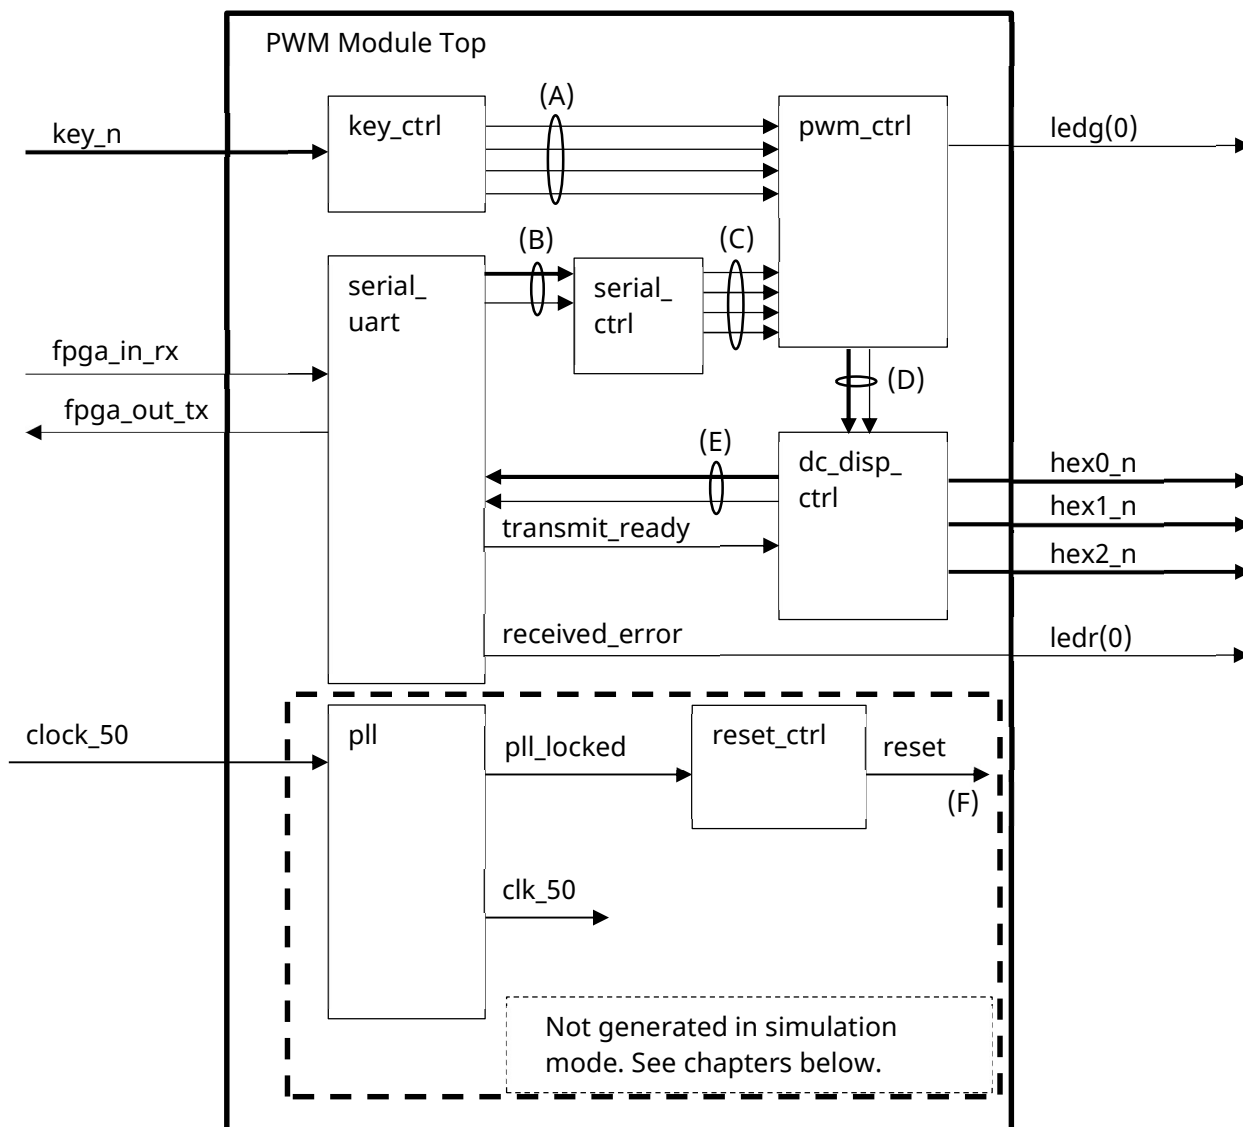 PWM Module Top
(A)
key_n
key_ctrl
pwm_ctrl
ledg(0)
(B)
(C)
serial_
uart
serial_
ctrl
fpga_in_rx
(D)
fpga_out_tx
(E)
dc_disp_
ctrl
hex0_n
hex1_n
transmit_ready
hex2_n
received_error
ledr(0)
clock_50
pll
pll_locked
reset_ctrl
reset
(F)
clk_50
Not generated in simulation
mode. See chapters below.